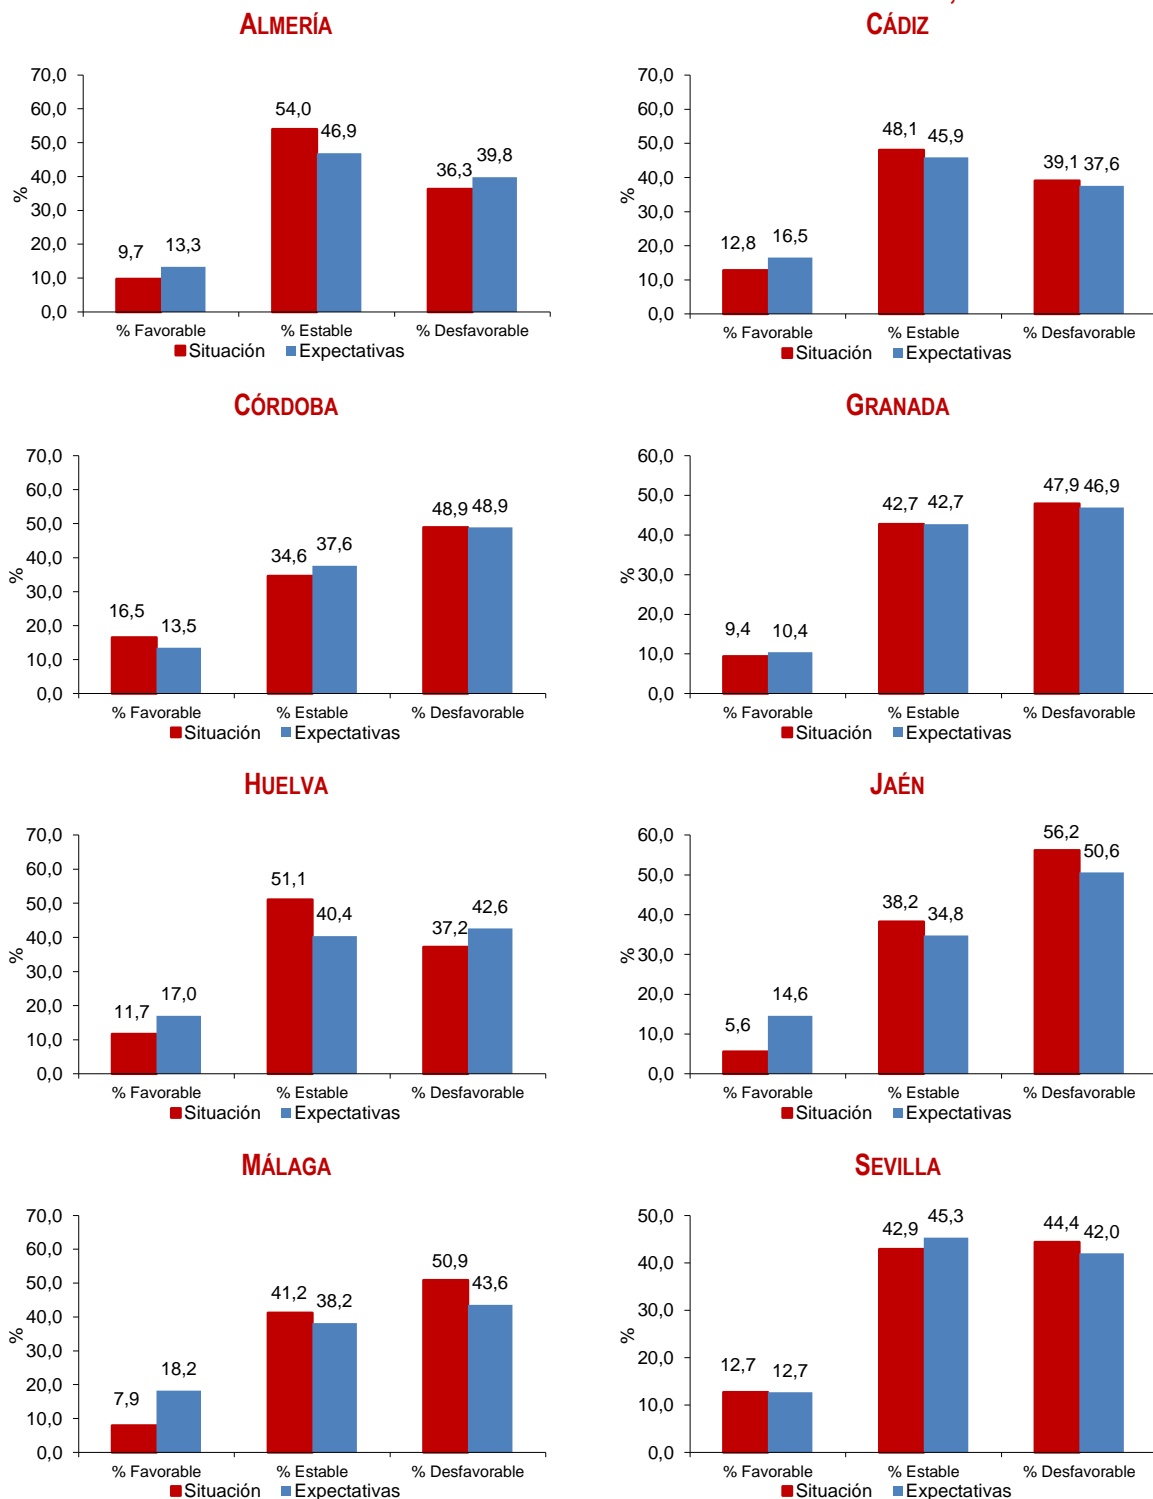 ALMERÍA
70,0
60,0
50,0
40,0
30,0
20,0
10,0
0,0
%
9,7
13,3
54,0
46,9
36,3
39,8
% Favorable
% Estable
% Desfavorable
Situación
Expectativas
CÁDIZ
70,0
60,0
50,0
40,0
30,0
20,0
10,0
0,0
%
12,8
16,5
48,1
45,9
39,1
37,6
% Favorable
% Estable
% Desfavorable
Situación
Expectativas
CÓRDOBA
70,0
60,0
50,0
40,0
30,0
20,0
10,0
0,0
%
16,5
13,5
34,6
37,6
48,9
48,9
% Favorable
% Estable
% Desfavorable
Situación
Expectativas
GRANADA
60,0
50,0
40,0
30,0
20,0
10,0
0,0
%
9,4
10,4
42,7
42,7
47,9
46,9
% Favorable
% Estable
% Desfavorable
Situación
Expectativas
HUELVA
70,0
60,0
50,0
40,0
30,0
20,0
10,0
0,0
%
11,7
17,0
51,1
40,4
37,2
42,6
% Favorable
% Estable
% Desfavorable
Situación
Expectativas
JAÉN
60,0
50,0
40,0
30,0
20,0
10,0
0,0
%
5,6
14,6
38,2
34,8
56,2
50,6
% Favorable
% Estable
% Desfavorable
Situación
Expectativas
MÁLAGA
70,0
60,0
50,0
40,0
30,0
20,0
10,0
0,0
%
7,9
18,2
41,2
38,2
50,9
43,6
% Favorable
% Estable
% Desfavorable
Situación
Expectativas
SEVILLA
50,0
40,0
30,0
20,0
10,0
0,0
%
12,7
12,7
42,9
45,3
44,4
42,0
% Favorable
% Estable
% Desfavorable
Situación
Expectativas